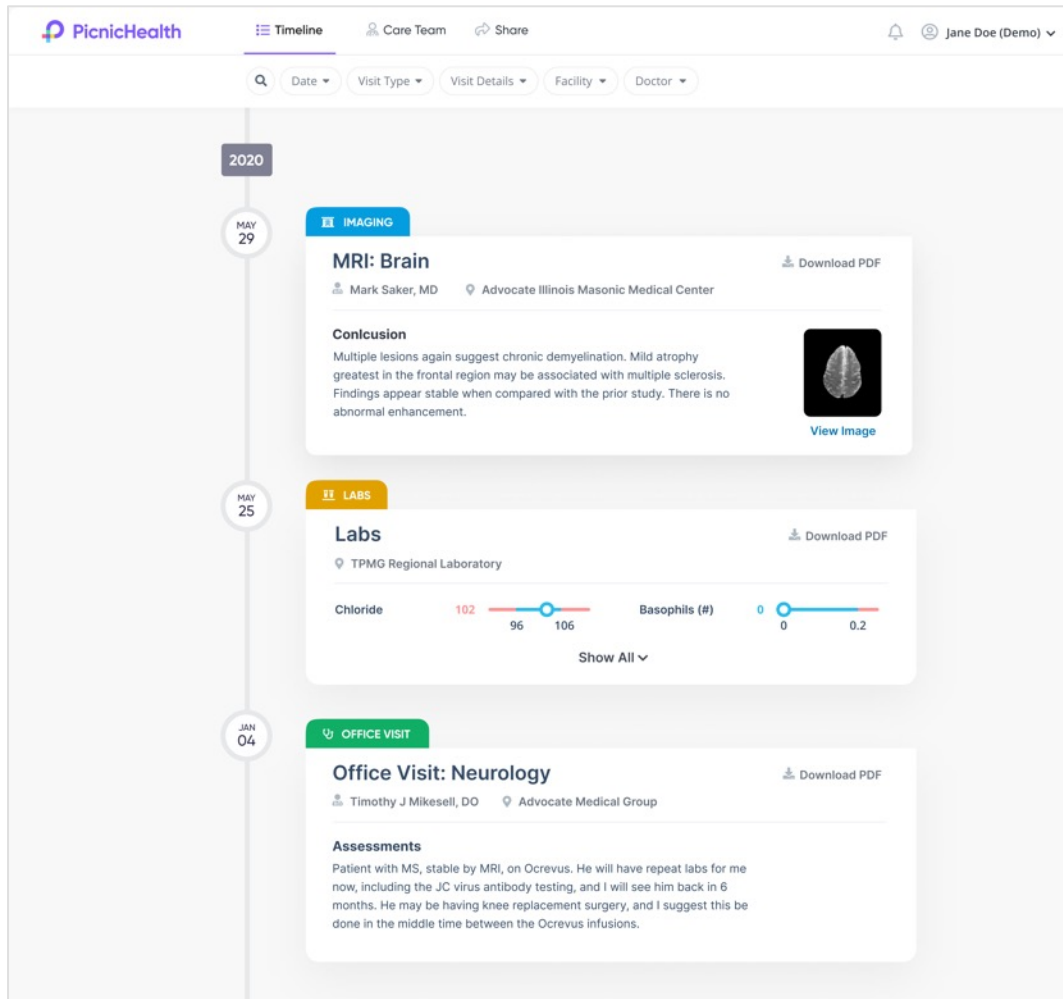 PicnicHealth
Timeline
Care Team
Share
Jane Doe (Demo)
Date
Visit Type
Visit Details
Facility
Doctor
2020
MAY
29
IMAGING
MRI: Brain
Download PDF
Mark Saker, MD
Advocate Illinois Masonic Medical Center
Conlcusion
Multiple lesions again suggest chronic demyelination. Mild atrophy
greatest in the frontal region may be associated with multiple sclerosis.
Findings appear stable when compared with the prior study. There is no
abnormal enhancement.
View Image
MAY
25
LABS
Labs
Download PDF
TPMG Regional Laboratory
Chloride
102
96
106
Basophils (#)
0
0
0.2
Show All
JAN
04
OFFICE VISIT
Office Visit: Neurology
Download PDF
Timothy J Mikesell, DO
Advocate Medical Group
Assessments
Patient with MS, stable by MRI, on Ocrevus. He will have repeat labs for me
now, including the JC virus antibody testing, and I will see him back in 6
months. He may be having knee replacement surgery, and I suggest this be
done in the middle time between the Ocrevus infusions.